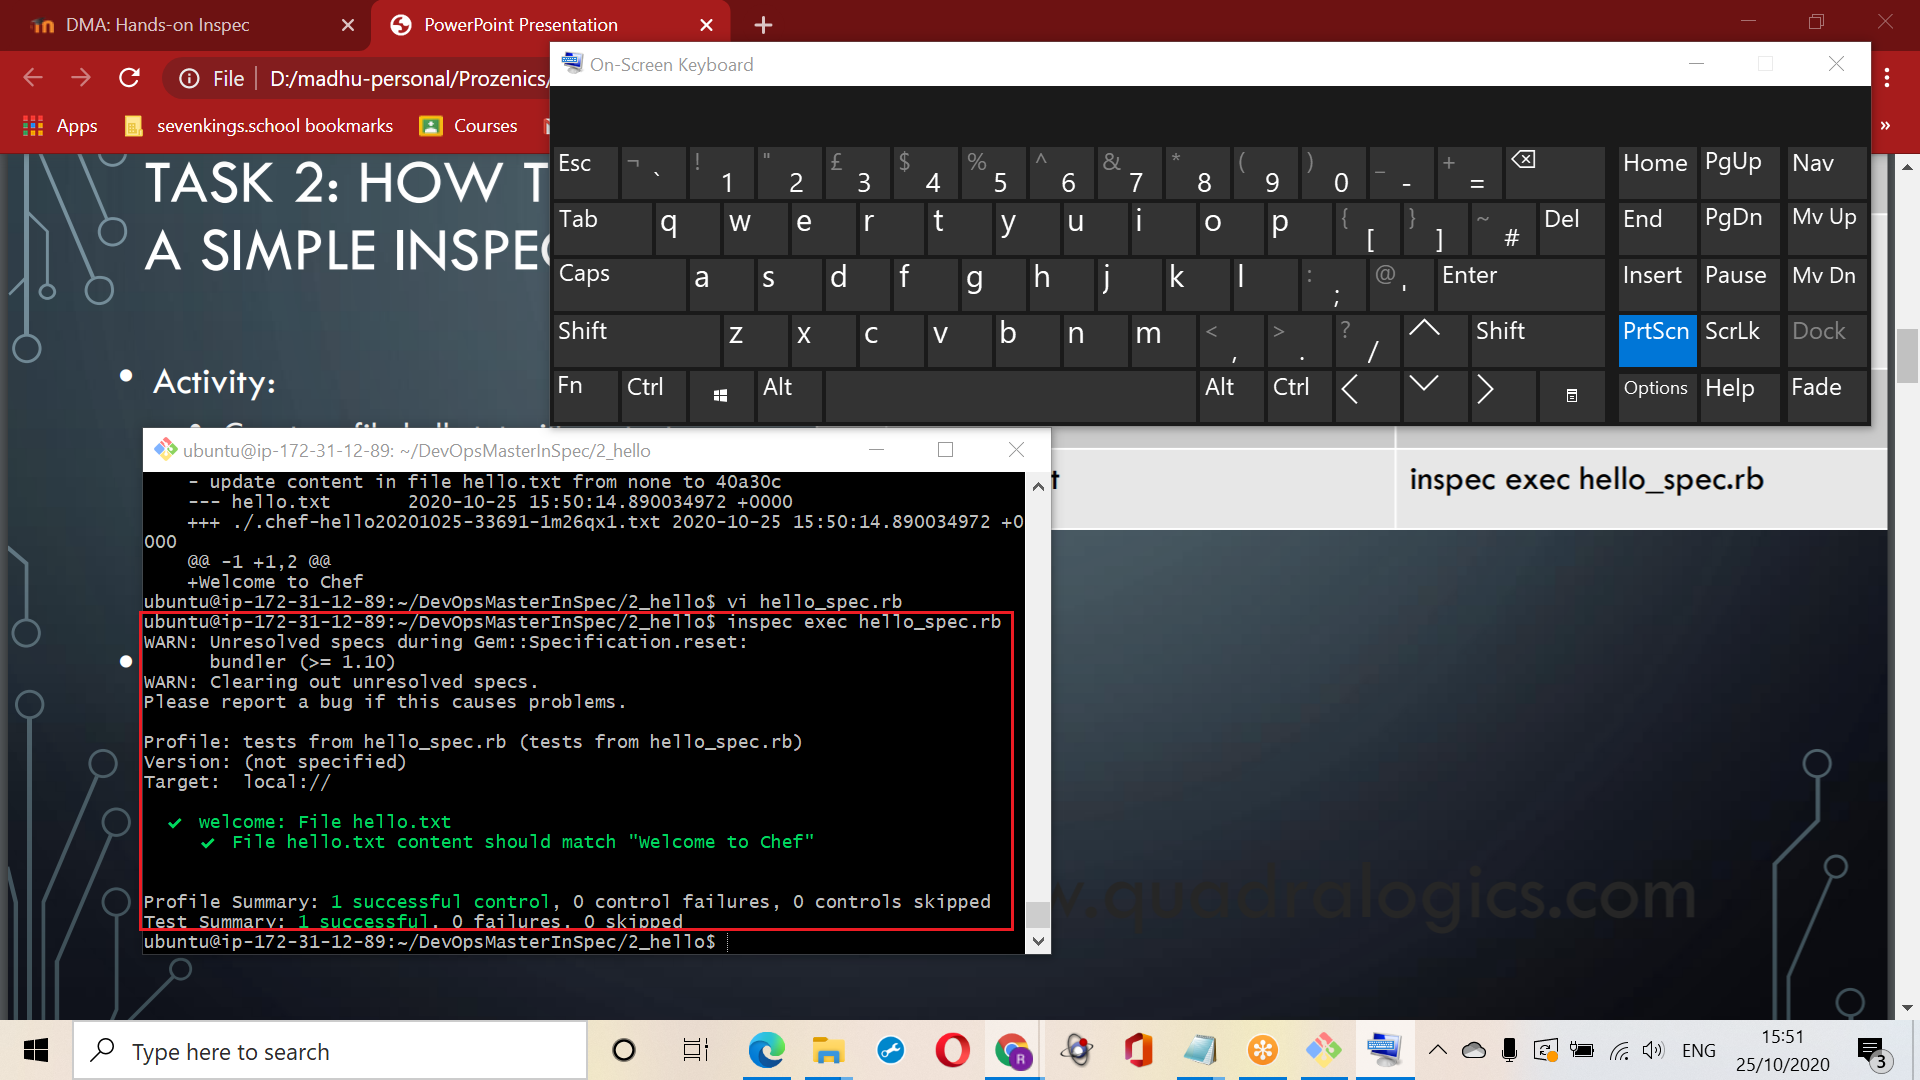 DMA: Hands-on Inspec
PowerPoint Presentation
File
D:/madhu-personal/Prozenics/
Apps
sevenkings.school bookmarks
Courses
»
On-Screen Keyboard
Esc ¬ ` ! 1 " 2 £ 3 $ 4 % 5 ^ 6 & 7 * 8 ( 9 ) 0 _ - + = Home PgUp Nav
Tab q w e r t y u i o p { [ } ] ~ # Del End PgDn Mv Up
Caps a s d f g h j k l : ; @ ' Enter Insert Pause Mv Dn
Shift z x c v b n m < , > . ? / Shift PrtScn ScrLk Dock
Fn Ctrl Alt Alt Ctrl Options Help Fade
TASK 2: HOW T
A SIMPLE INSPEC
• Activity:
t
inspec exec hello_spec.rb
ubuntu@ip-172-31-12-89: ~/DevOpsMasterInSpec/2_hello
- update content in file hello.txt from none to 40a30c
--- hello.txt 2020-10-25 15:50:14.890034972 +0000
+++ ./.chef-hello20201025-33691-1m26qx1.txt 2020-10-25 15:50:14.890034972 +0
000
@@ -1 +1,2 @@
+Welcome to Chef
ubuntu@ip-172-31-12-89:~/DevOpsMasterInSpec/2_hello$ vi hello_spec.rb
ubuntu@ip-172-31-12-89:~/DevOpsMasterInSpec/2_hello$ inspec exec hello_spec.rb
WARN: Unresolved specs during Gem::Specification.reset:
bundler (>= 1.10)
WARN: Clearing out unresolved specs.
Please report a bug if this causes problems.
Profile: tests from hello_spec.rb (tests from hello_spec.rb)
Version: (not specified)
Target: local://
✔ welcome: File hello.txt
✔ File hello.txt content should match "Welcome to Chef"
Profile Summary: 1 successful control, 0 control failures, 0 controls skipped
Test Summary: 1 successful, 0 failures, 0 skipped
ubuntu@ip-172-31-12-89:~/DevOpsMasterInSpec/2_hello$
w.quadralogics.com
Type here to search
R
ENG
15:51
25/10/2020
3